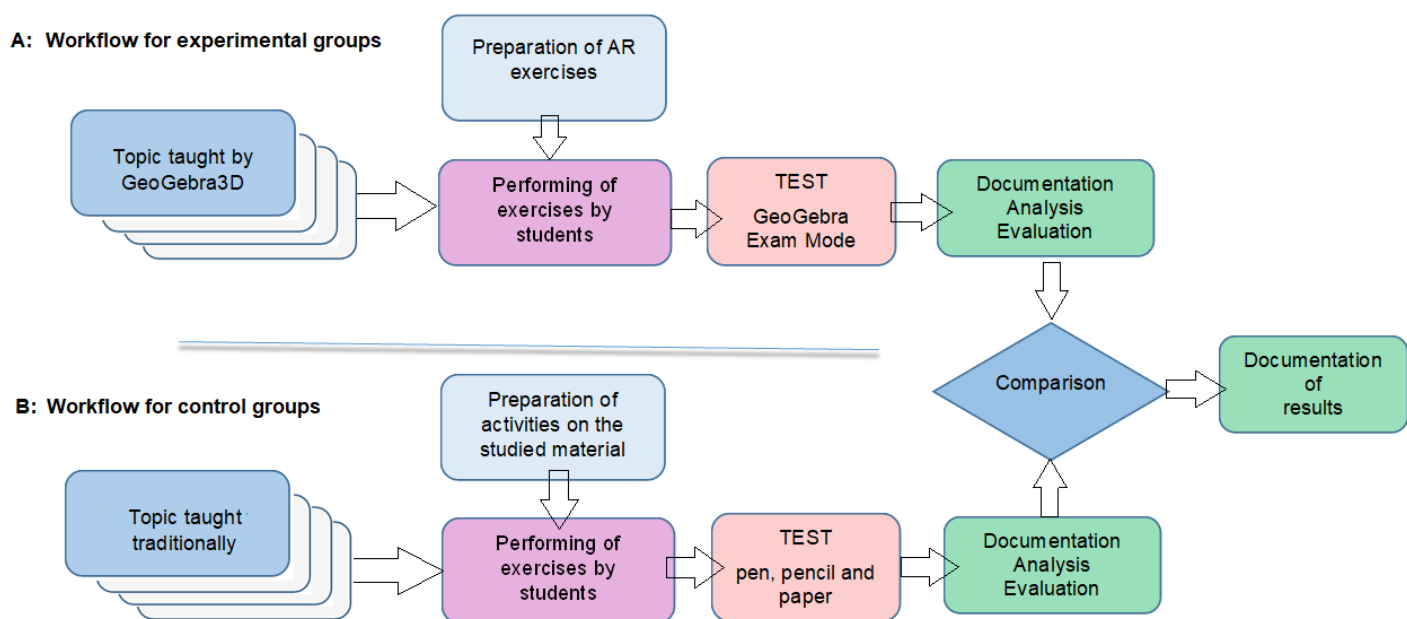 A: Workflow for experimental groups
Preparation of AR
exercises
Topic taught by
GeoGebra3D
Performing of
exercises by
students
TEST
GeoGebra
Exam Mode
Documentation
Analysis
Evaluation
Comparison
Documentation
of
results
B: Workflow for control groups
Preparation of
activities on the
studied material
Topic taught
traditionally
Performing of
exercises by
students
TEST
pen, pencil and
paper
Documentation
Analysis
Evaluation